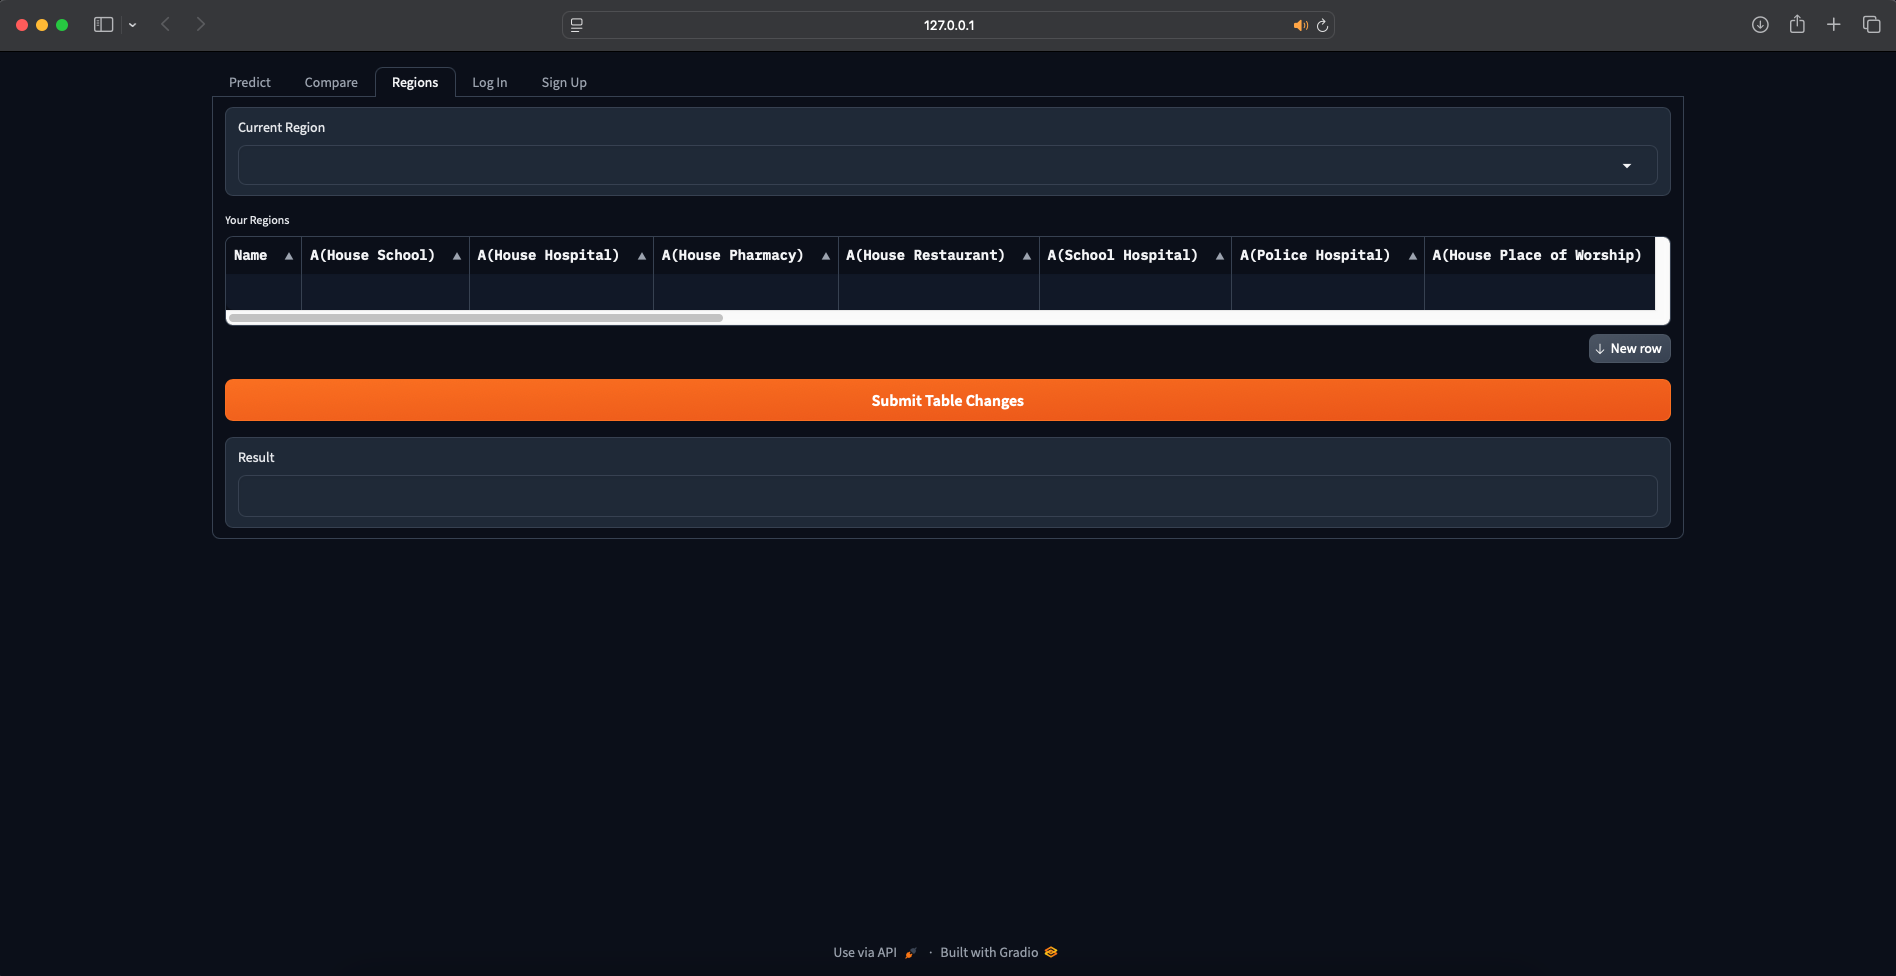 127.0.0.1
Predict Compare Regions Log In Sign Up
Current Region
Your Regions
Name A(House School) A(House Hospital) A(House Pharmacy) A(House Restaurant) A(School Hospital) A(Police Hospital) A(House Place of Worship)
New row
Submit Table Changes
Result
Use via API · Built with Gradio